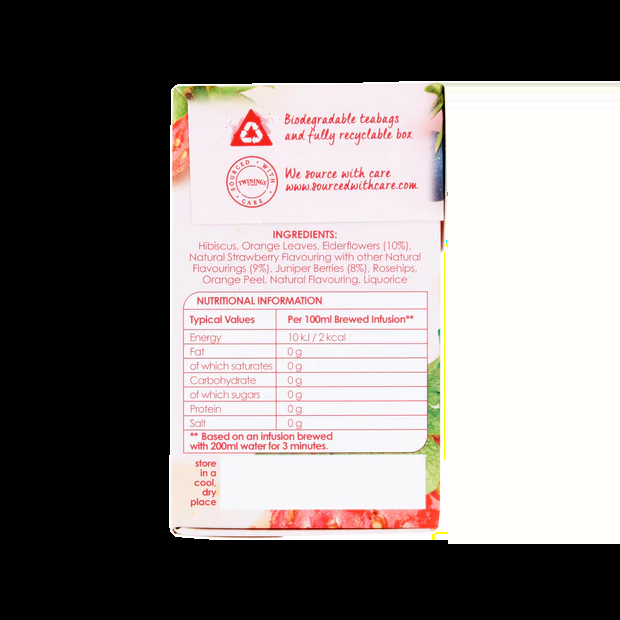 Biodegradable teabags
and fully recyclable box
SOURCED • WITH • CARE •
TWININGS
We source with care
www.sourcedwithcare.com
INGREDIENTS:
Hibiscus, Orange Leaves, Elderflowers (10%),
Natural Strawberry Flavouring with other Natural
Flavourings (9%), Juniper Berries (8%), Rosehips,
Orange Peel, Natural Flavouring, Liquorice
NUTRITIONAL INFORMATION
Typical Values Per 100ml Brewed Infusion**
Energy 10 kJ / 2 kcal
Fat 0 g
of which saturates 0 g
Carbohydrate 0 g
of which sugars 0 g
Protein 0 g
Salt 0 g
** Based on an infusion brewed
with 200ml water for 3 minutes.
store
in a
cool,
dry
place